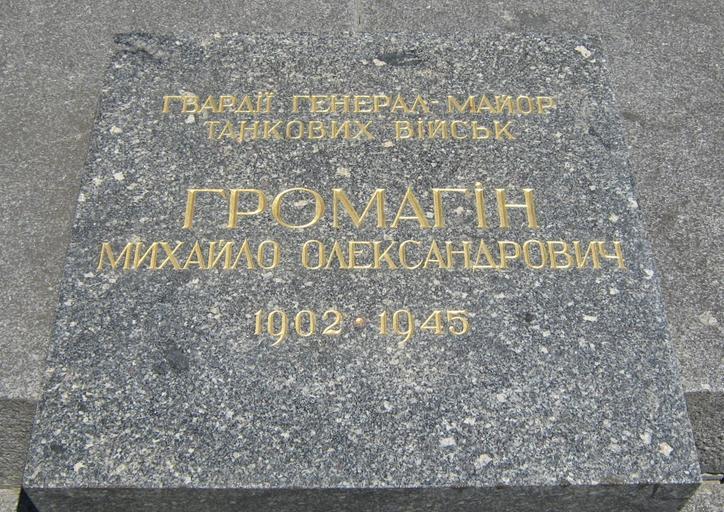 ГВАРДІЇ ГЕНЕРАЛ-МАЙОР
ТАНКОВИХ ВІЙСЬК
ГРОМАГІН
МИХАЙЛО ОЛЕКСАНДРОВИЧ
1902 • 1945